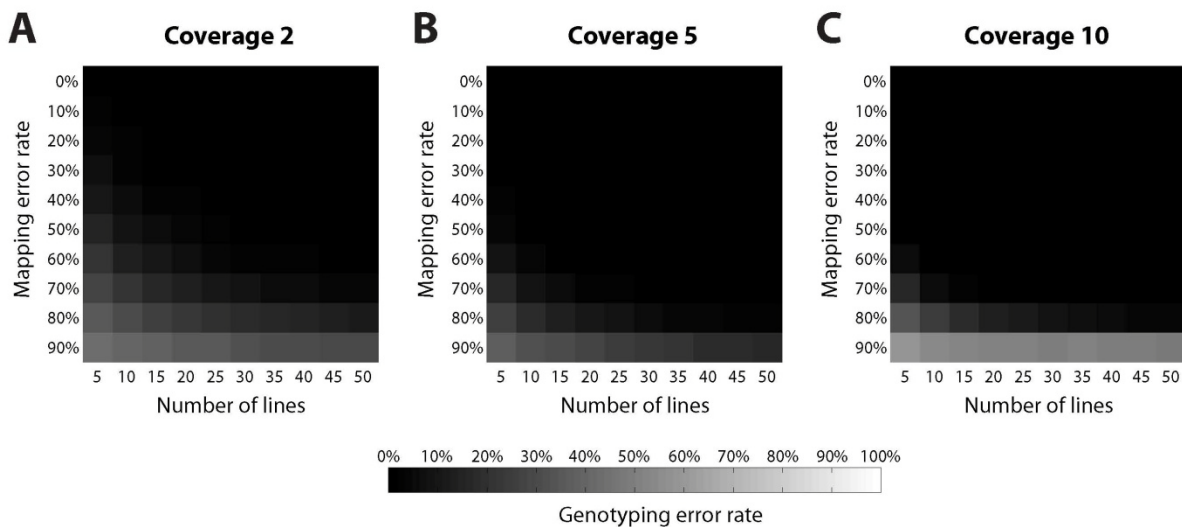 A Coverage 2
Mapping error rate
0%
10%
20%
30%
40%
50%
60%
70%
80%
90%
5 10 15 20 25 30 35 40 45 50
Number of lines
B Coverage 5
Mapping error rate
0%
10%
20%
30%
40%
50%
60%
70%
80%
90%
5 10 15 20 25 30 35 40 45 50
Number of lines
C Coverage 10
Mapping error rate
0%
10%
20%
30%
40%
50%
60%
70%
80%
90%
5 10 15 20 25 30 35 40 45 50
Number of lines
0% 10% 20% 30% 40% 50% 60% 70% 80% 90% 100%
Genotyping error rate